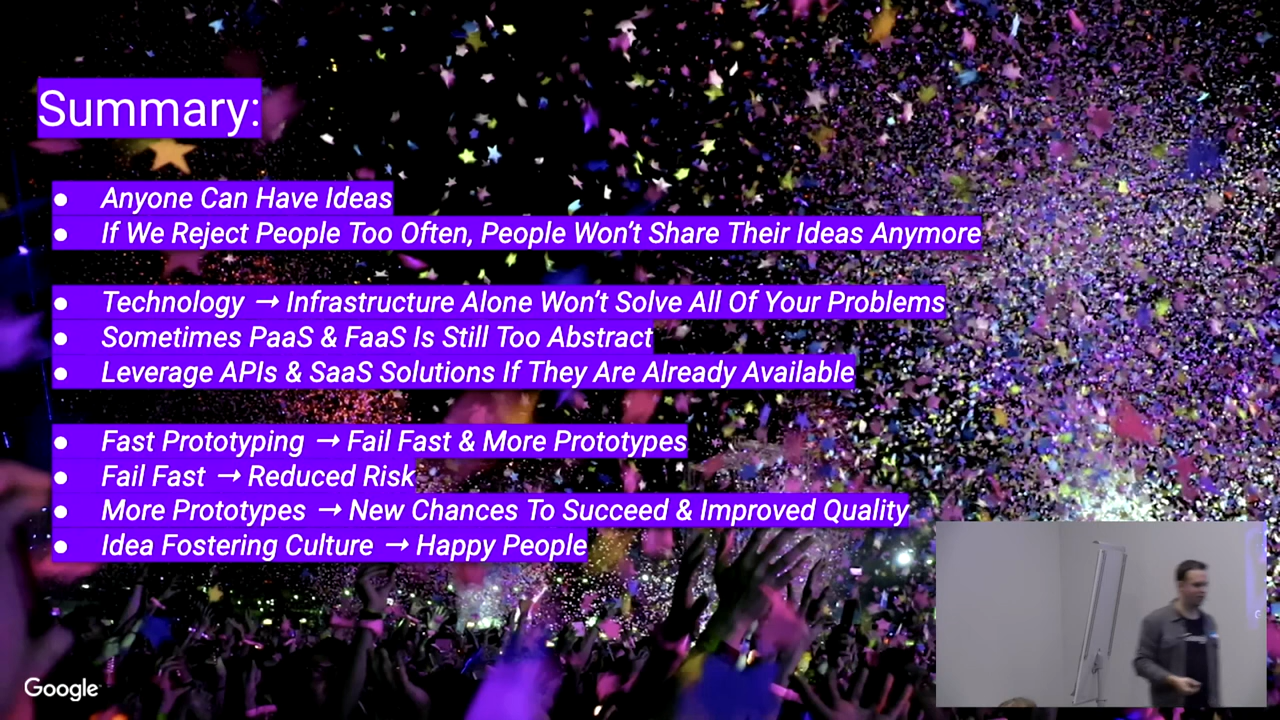 Summary:
● Anyone Can Have Ideas
● If We Reject People Too Often, People Won’t Share Their Ideas Anymore
● Technology → Infrastructure Alone Won’t Solve All Of Your Problems
● Sometimes PaaS & FaaS Is Still Too Abstract
● Leverage APIs & SaaS Solutions If They Are Already Available
● Fast Prototyping → Fail Fast & More Prototypes
● Fail Fast → Reduced Risk
● More Prototypes → New Chances To Succeed & Improved Quality
● Idea Fostering Culture → Happy People
Google